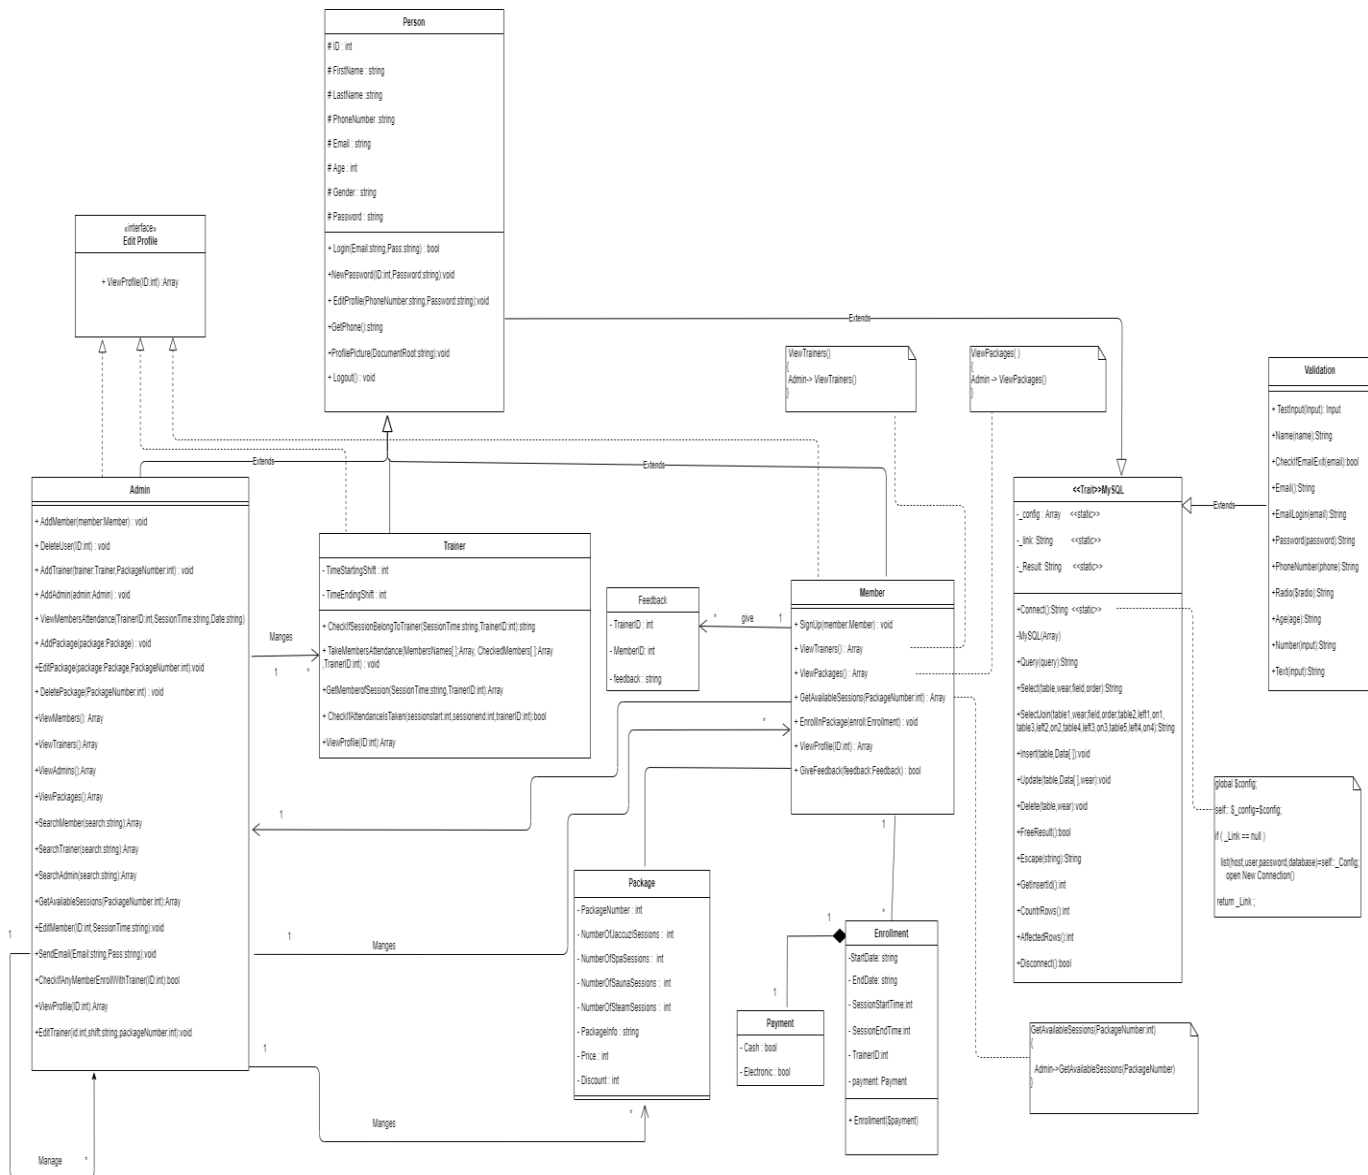 Person
# ID : int
# FirstName : string
# LastName :string
# PhoneNumber :string
# Email : string
# Age : int
# Gender : string
# Password : string
+ Login(Email:string,Pass:string) : bool
+NewPassword(ID:int,Password:string):void
+ EditProfile(PhoneNumber:string,Password:string):void
+GetPhone():string
+ProfilePicture(DocumentRoot:string):void
+ Logout() : void
«interface»
Edit Profile
+ ViewProfile(ID:int) :Array
Extends
ViewTrainers()
{
Admin-> ViewTrainers()
}
ViewPackages( )
{
Admin -> ViewPackages()
}
Validation
+ TestInput(Input): Input
+Name(name):String
+CheckIfEmailExit(email):bool
+Email():String
+EmailLogin(email):String
+Password(password):String
+PhoneNumber(phone):String
+Radio($radio):String
+Age(age):String
+Number(input):String
+Text(input):String
Extends
Extends
Extends
Admin
+ AddMember(member:Member) : void
+ DeleteUser(ID:int) : void
+ AddTrainer(trainer:Trainer,PackageNumber:int) : void
+ AddAdmin(admin:Admin) : void
+ ViewMembersAttendance(TrainerID:int,SessionTime:string,Date:string)
+ AddPackage(package:Package) : void
+EditPackage(package:Package,PackageNumber:int):void
+ DeletePackage(PackageNumber:int) : void
+ViewMembers(): Array
+ViewTrainers():Array
+ViewAdmins():Array
+ViewPackages():Array
+SearchMember(search:string):Array
+SearchTrainer(search:string):Array
+SearchAdmin(search:string):Array
+GetAvailableSessions(PackageNumber:int):Array
+EditMember(ID:int,SessionTime:string):void
+SendEmail(Email:string,Pass:string):void
+CheckIfAnyMemberEnrollWithTrainer(ID:int):bool
+ViewProfile(ID:int):Array
+EditTrainer(id:int,shift:string,packageNumber:int):void
Manges
1
*
Trainer
- TimeStartingShift : int
- TimeEndingShift : int
+ CheckIfSessionBelongToTrainer(SessionTime:string,TrainerID:int):string
+ TakeMembersAttendance(MembersNames[ ]:Array, CheckedMembers[ ]:Array
,TrainerID:int) : void
+GetMemberofSession(SessionTime:string,TrainerID:int):Array
+ CheckIfAttendanceIsTaken(sessionstart:int,sessionend:int,trainerID:int):bool
+ViewProfile(ID:int):Array
Feedback
- TrainerID : int
- MemberID: int
- feedback : string
*
give
1
Member
+ SignUp(member:Member) : void
+ ViewTrainers() : Array
+ ViewPackages() : Array
+ GetAvailableSessions(PackageNumber:int) : Array
+ EnrollInPackage(enroll:Enrollment) : void
+ ViewProfile(ID:int) : Array
+ GiveFeedback(feedback:Feedback) : bool
<<Trait>>MySQL
-_config : Array <<static>>
-_link: String <<static>>
-_Result: String <<static>>
+Connect():String <<static>>
-MySQL(Array)
+Query(query):String
+Select(table,wear,field,order):String
+SelectJoin(table1,wear,field,order,table2,left1,on1,
table3,left2,on2,table4,left3,on3,table5,left4,on4):String
+Insert(table,Data[ ]):void
+Update(table,Data[ ],wear):void
+Delete(table,wear):void
+FreeResult():bool
+Escape(string):String
+GetInsertId():int
+CountrRows():int
+AffectedRows():int
+Disconnect():bool
global $config;
self:: $_config=$config;
if ( _Link == null )
list(host,user,password,database)=self::_Config;
open New Connection()
return _Link ;
*
1
1
Manges
1
Manges
*
1
Manage
*
Package
- PackageNumber : int
- NumberOfJaccuziSessions : int
- NumberOfSpaSessions : int
- NumberOfSaunaSessions : int
- NumberOfSteamSessions : int
- PackageInfo : string
- Price : int
- Discount : int
1
*
1
1
Enrollment
-StartDate: string
- EndDate: string
- SessionStartTime:int
- SessionEndTime:int
- TrainerID:int
- payment: Payment
+ Enrollment($payment)
Payment
- Cash : bool
- Electronic : bool
GetAvailableSessions(PackageNumber:int)
{
Admin->GetAvailableSessions(PackageNumber)
}